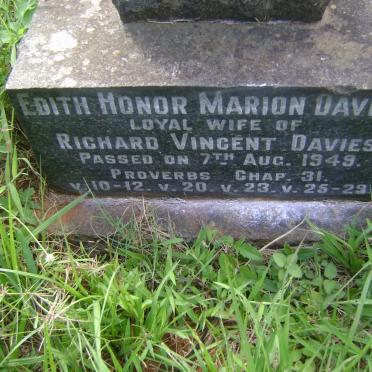 Edith Honor Marion Davi
Loyal Wife of
Richard Vincent Davies
Passed on 7th Aug. 1949.
Proverbs Chap. 31.
v.10-12. v.20. v.23. v.25-29